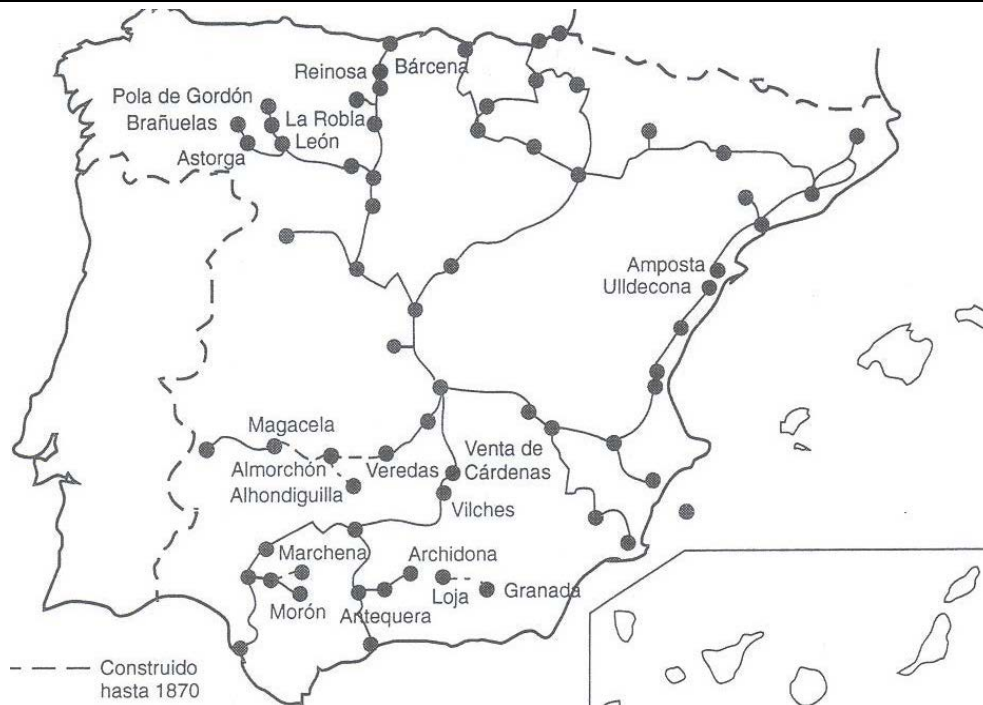 Reinosa
Bárcena
Pola de Gordón
Brañuelas
La Robla
León
Astorga
Amposta
Ulldecona
Magacela
Almorchón
Alhondiguilla
Veredas
Venta de
Cárdenas
Vilches
Marchena
Archidona
Morón
Antequera
Loja
Granada
Construido
hasta 1870